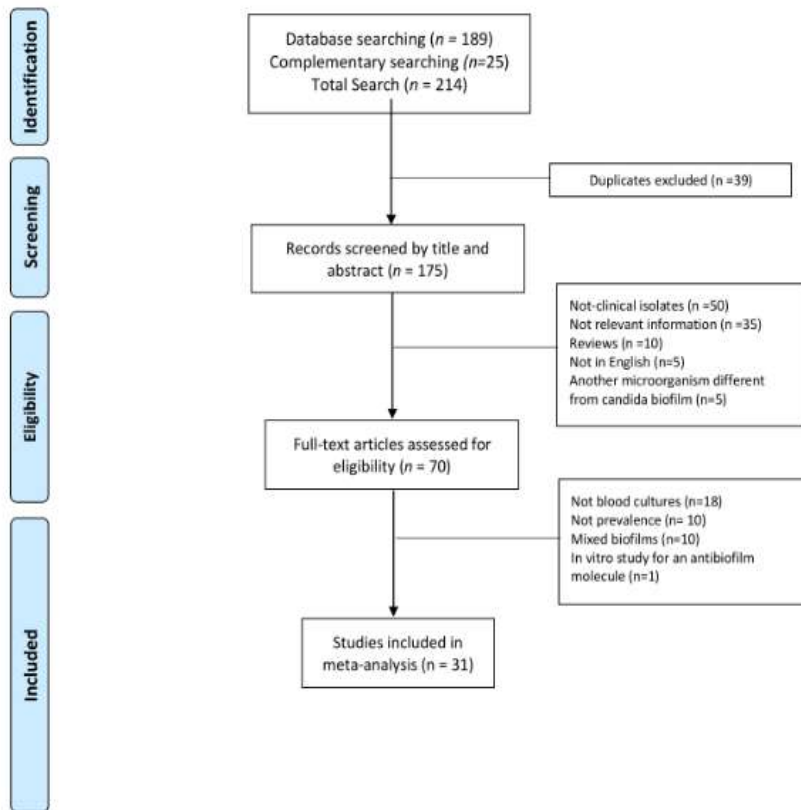 Identification
Database searching (n = 189)
Complementary searching (n=25)
Total Search (n = 214)
Screening
Duplicates excluded (n =39)
Records screened by title and
abstract (n = 175)
Eligibility
Not-clinical isolates (n =50)
Not relevant information (n =35)
Reviews (n =10)
Not in English (n=5)
Another microorganism different
from candida biofilm (n=5)
Full-text articles assessed for
eligibility (n = 70)
Included
Not blood cultures (n=18)
Not prevalence (n= 10)
Mixed biofilms (n=10)
In vitro study for an antibiofilm
molecule (n=1)
Studies included in
meta-analysis (n = 31)